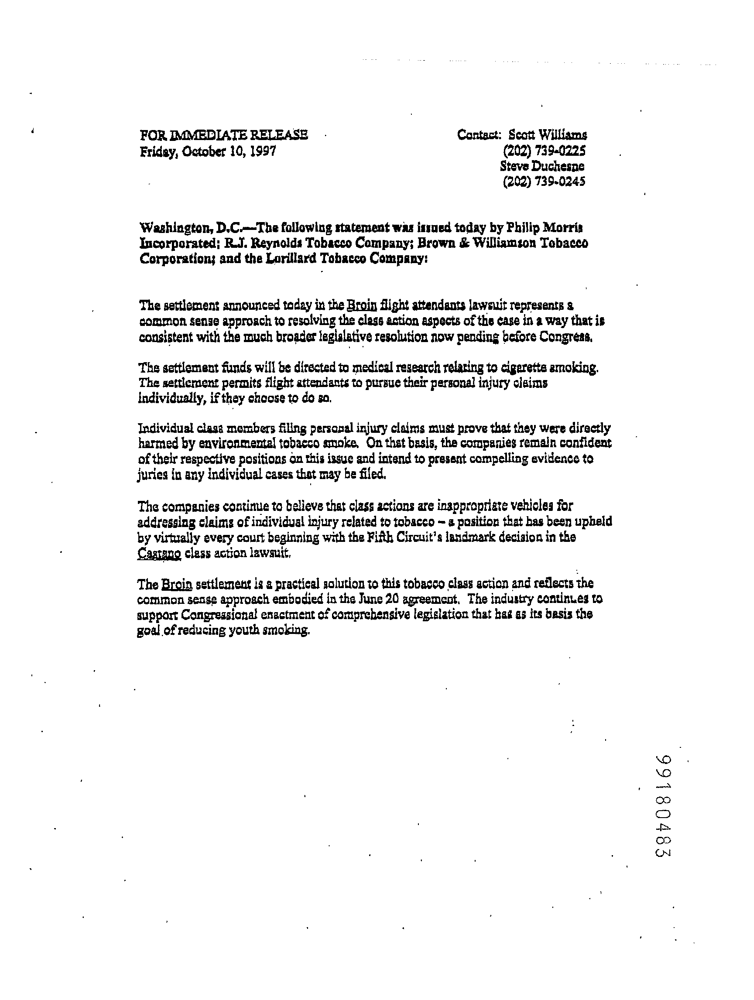 FOR IMMEDIATE RELEASE
Friday, October 10, 1997
Contact: Scott Williams
(202) 739-0225
Steve Duchesne
(202) 739-0245
Washington, D.C.—The following statement was issued today by Philip Morris
Incorporated; R.J. Reynolds Tobacco Company; Brown & Williamson Tobacco
Corporation; and the Lorillard Tobacco Company:
The settlement announced today in the Broin flight attendants lawsuit represents a
common sense approach to resolving the class action aspects of the case in a way that is
consistent with the much broader legislative resolution now pending before Congress.
The settlement funds will be directed to medical research relating to cigarette smoking.
The settlement permits flight attendants to pursue their personal injury claims
individually, if they choose to do so.
Individual class members filing personal injury claims must prove that they were directly
harmed by environmental tobacco smoke. On that basis, the companies remain confident
of their respective positions on this issue and intend to present compelling evidence to
juries in any individual cases that may be filed.
The companies continue to believe that class actions are inappropriate vehicles for
addressing claims of individual injury related to tobacco – a position that has been upheld
by virtually every court beginning with the Fifth Circuit's landmark decision in the
Castano class action lawsuit.
The Broin settlement is a practical solution to this tobacco class action and reflects the
common sense approach embodied in the June 20 agreement. The industry continues to
support Congressional enactment of comprehensive legislation that has as its basis the
goal of reducing youth smoking.
99180483